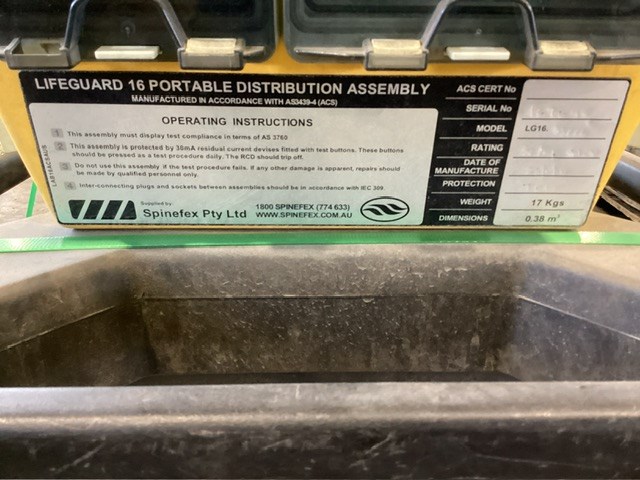 LIFEGUARD 16 PORTABLE DISTRIBUTION ASSEMBLY
MANUFACTURED IN ACCORDANCE WITH AS3439-4 (ACS)
OPERATING INSTRUCTIONS
1 This assembly must display test compliance in terms of AS 3760
2 This assembly is protected by 30mA residual current devises fitted with test buttons. These buttons
should be pressed as a test procedure daily. The RCD should trip off.
3 Do not use this assembly if the test procedure fails. If any other damage is apparent, repairs should
be made by qualified personnel only.
4 Inter-connecting plugs and sockets between assemblies should be in accordance with IEC 309.
Supplied by
Spinefex Pty Ltd
1800 SPINEFEX (774 633)
WWW.SPINEFEX.COM.AU
ACS CERT No
SERIAL No
MODEL LG16.
RATING
DATE OF
MANUFACTURE
PROTECTION
WEIGHT 17 Kgs
DIMENSIONS 0.38 m³